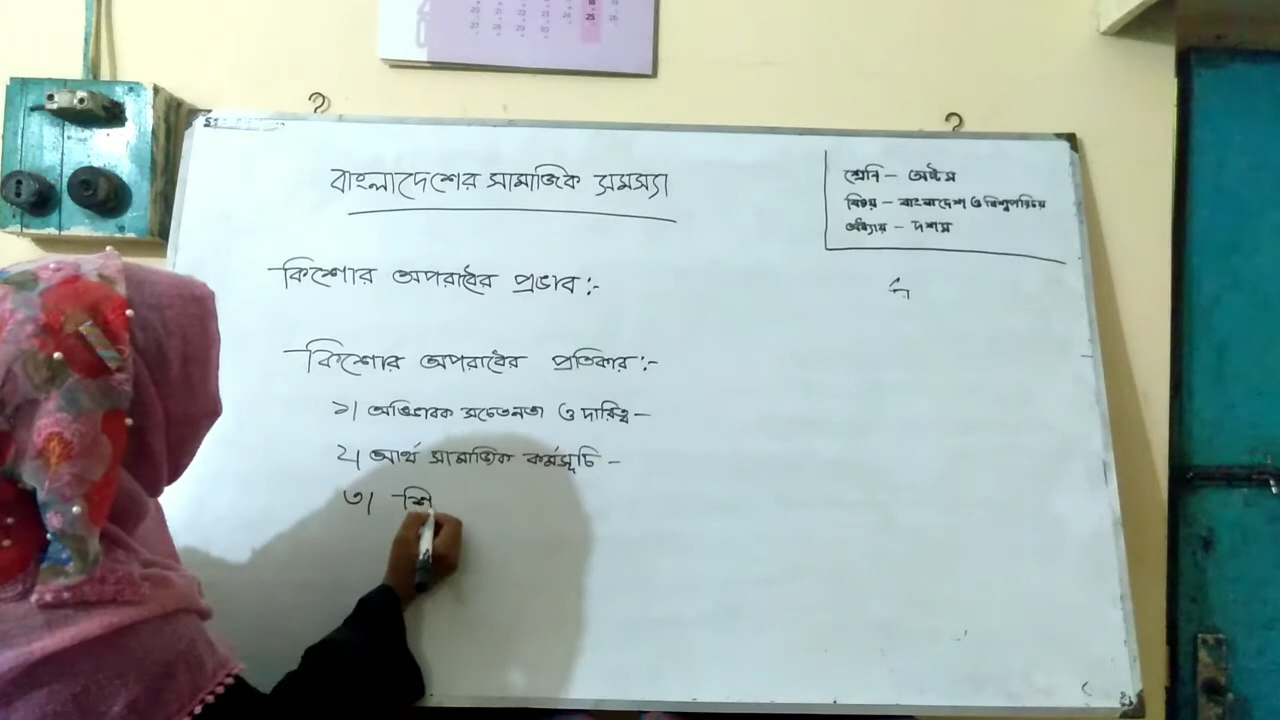 বাংলাদেশের সামাজিক সমস্যা
শ্রেনি - অষ্টম
বিষয় - বাংলাদেশ ও বিশ্বপরিচয়
অধ্যায় - দশম
কিশোর অপরাধের প্রভাব:-
কিশোর অপরাধের প্রতিকার:-
১। অভিভাবক সচেতনতা ও দায়িত্ব -
২। আর্থ সামাজিক কর্মসূচি -
৩। শি